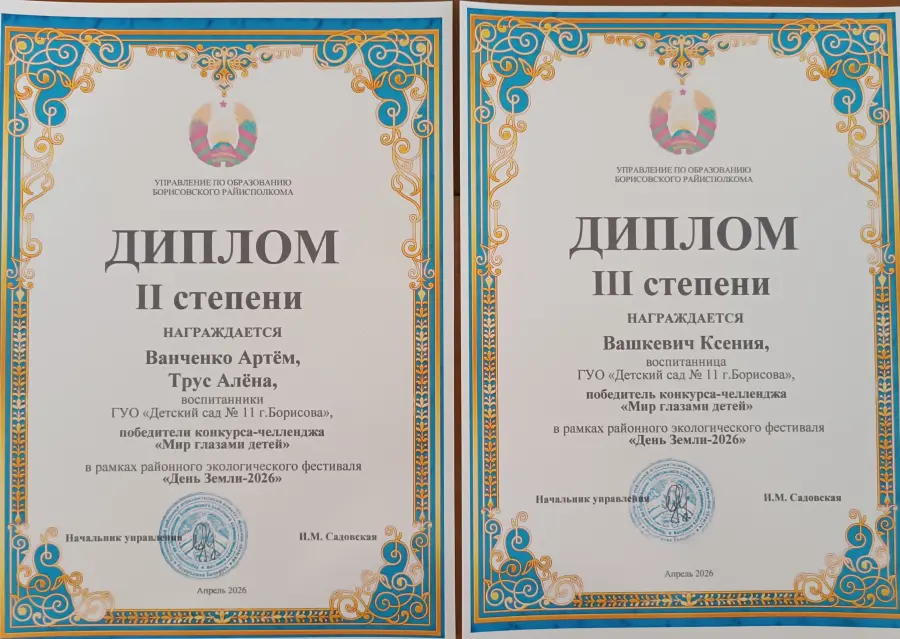 УПРАВЛЕНИЕ ПО ОБРАЗОВАНИЮ
БОРИСОВСКОГО РАЙИСПОЛКОМА
ДИПЛОМ
II степени
НАГРАЖДАЕТСЯ
Ванченко Артём,
Трус Алёна,
воспитанники
ГУО «Детский сад № 11 г.Борисова»,
победители конкурса-челленджа
«Мир глазами детей»
в рамках районного экологического фестиваля
«День Земли-2026»
Начальник управления И.М. Садовская
Апрель 2026
УПРАВЛЕНИЕ ПО ОБРАЗОВАНИЮ
БОРИСОВСКОГО РАЙИСПОЛКОМА
ДИПЛОМ
III степени
НАГРАЖДАЕТСЯ
Вашкевич Ксения,
воспитанница
ГУО «Детский сад № 11 г.Борисова»,
победитель конкурса-челленджа
«Мир глазами детей»
в рамках районного экологического фестиваля
«День Земли-2026»
Начальник управления И.М. Садовская
Апрель 2026